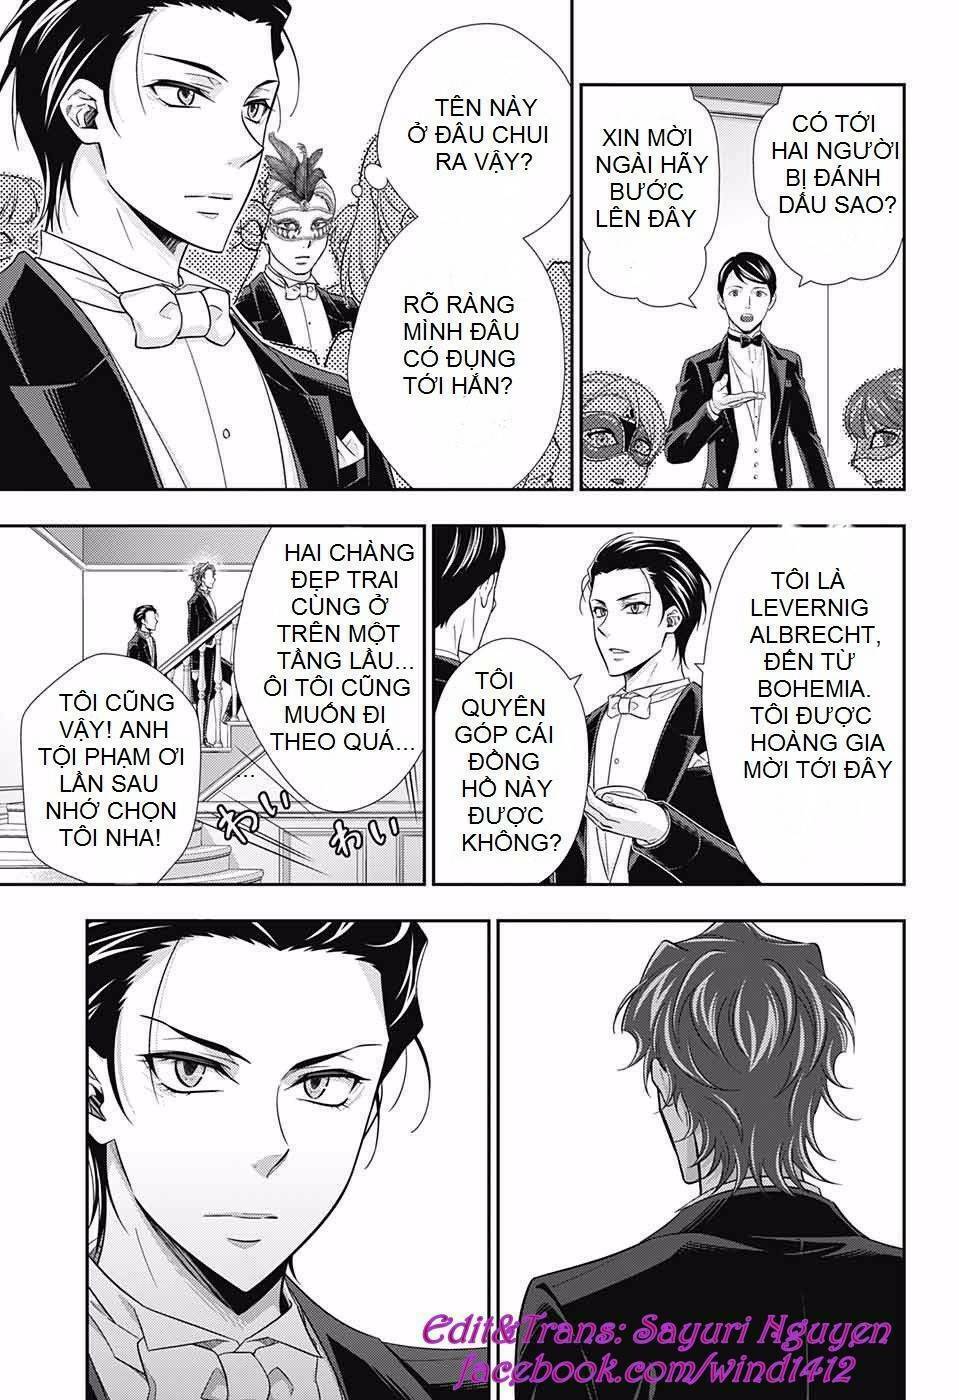 CÓ TỚI
HAI NGƯỜI
BỊ ĐÁNH
DẤU SAO?
XIN MỜI
NGÀI HÃY
BƯỚC
LÊN ĐÂY
TÊN NÀY
Ở ĐÂU CHUI
RA VẬY?
RÕ RÀNG
MÌNH ĐÂU
CÓ ĐỤNG
TỚI HẮN?
TÔI LÀ
LEVERNIG
ALBRECHT,
ĐẾN TỪ
BOHEMIA.
TÔI ĐƯỢC
HOÀNG GIA
MỜI TỚI ĐÂY
TÔI
QUYÊN
GÓP CÁI
ĐỒNG
HỒ NÀY
ĐƯỢC
KHÔNG?
HAI CHÀNG
ĐẸP TRAI
CÙNG Ở
TRÊN MỘT
TẦNG LẦU...
ÔI TÔI CŨNG
MUỐN ĐI
THEO QUÁ...
...
TÔI CŨNG
VẬY! ANH
TỘI PHẠM ƠI
LẦN SAU
NHỚ CHỌN
TÔI NHA!
わい
わい
Edit&Trans: Sayuri Nguyen
facebook.com/wind1412